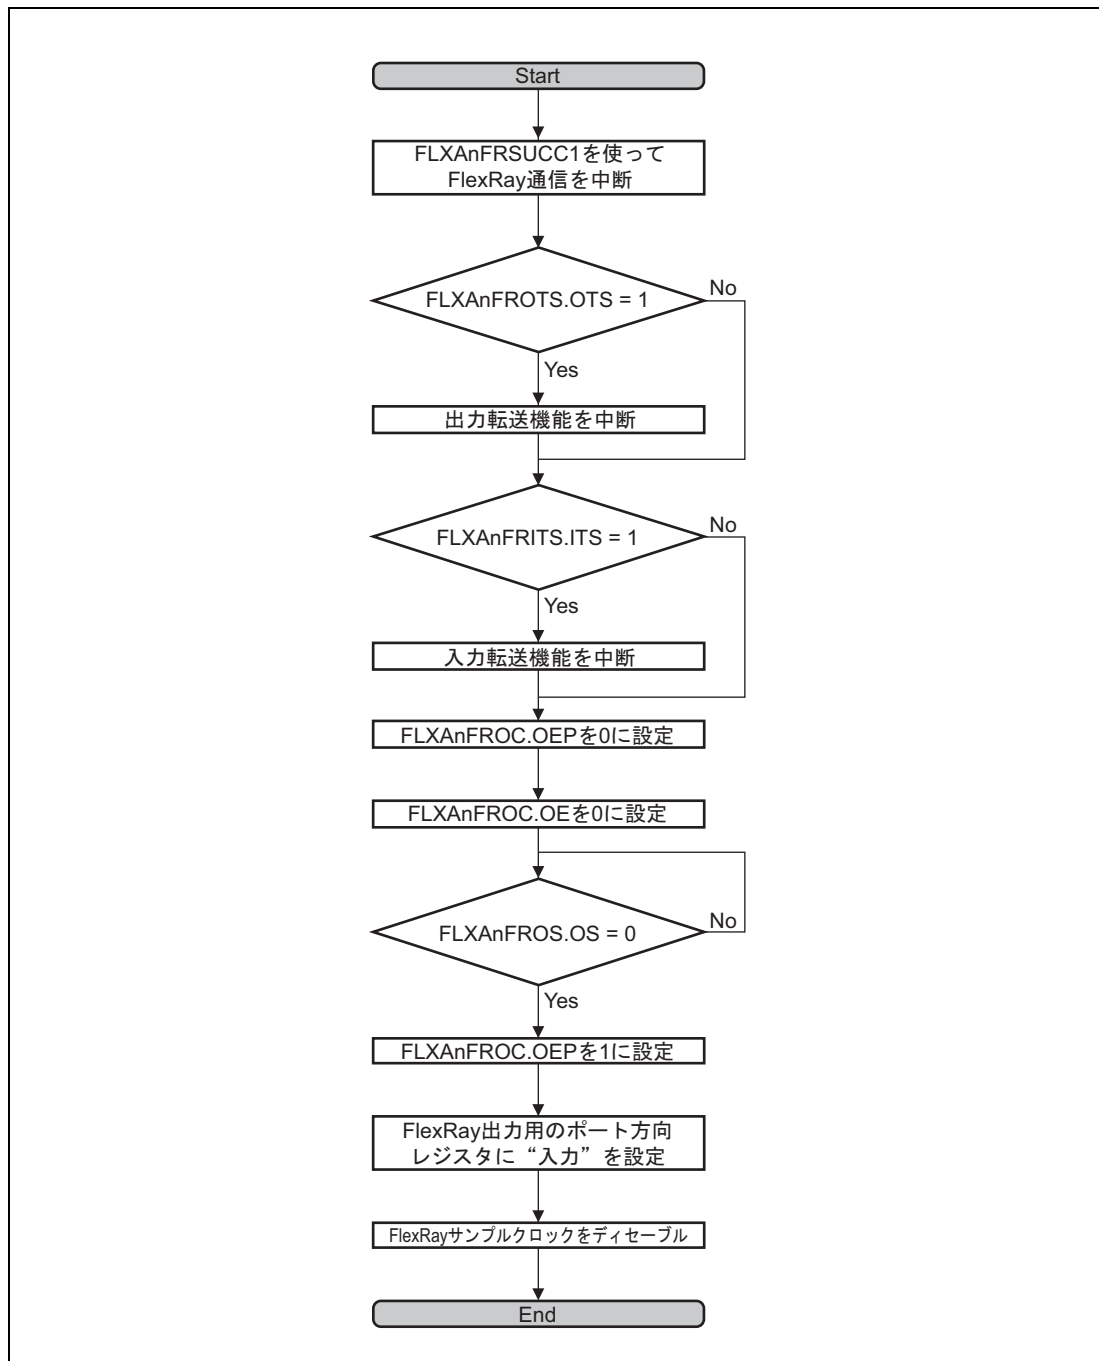 Start
FLXAnFRSUCC1を使って
FlexRay通信を中断
FLXAnFROTS.OTS = 1
No
Yes
出力転送機能を中断
FLXAnFRITS.ITS = 1
No
Yes
入力転送機能を中断
FLXAnFROC.OEPを0に設定
FLXAnFROC.OEを0に設定
FLXAnFROS.OS = 0
No
Yes
FLXAnFROC.OEPを1に設定
FlexRay出力用のポート方向
レジスタに“入力”を設定
FlexRayサンプルクロックをディセーブル
End